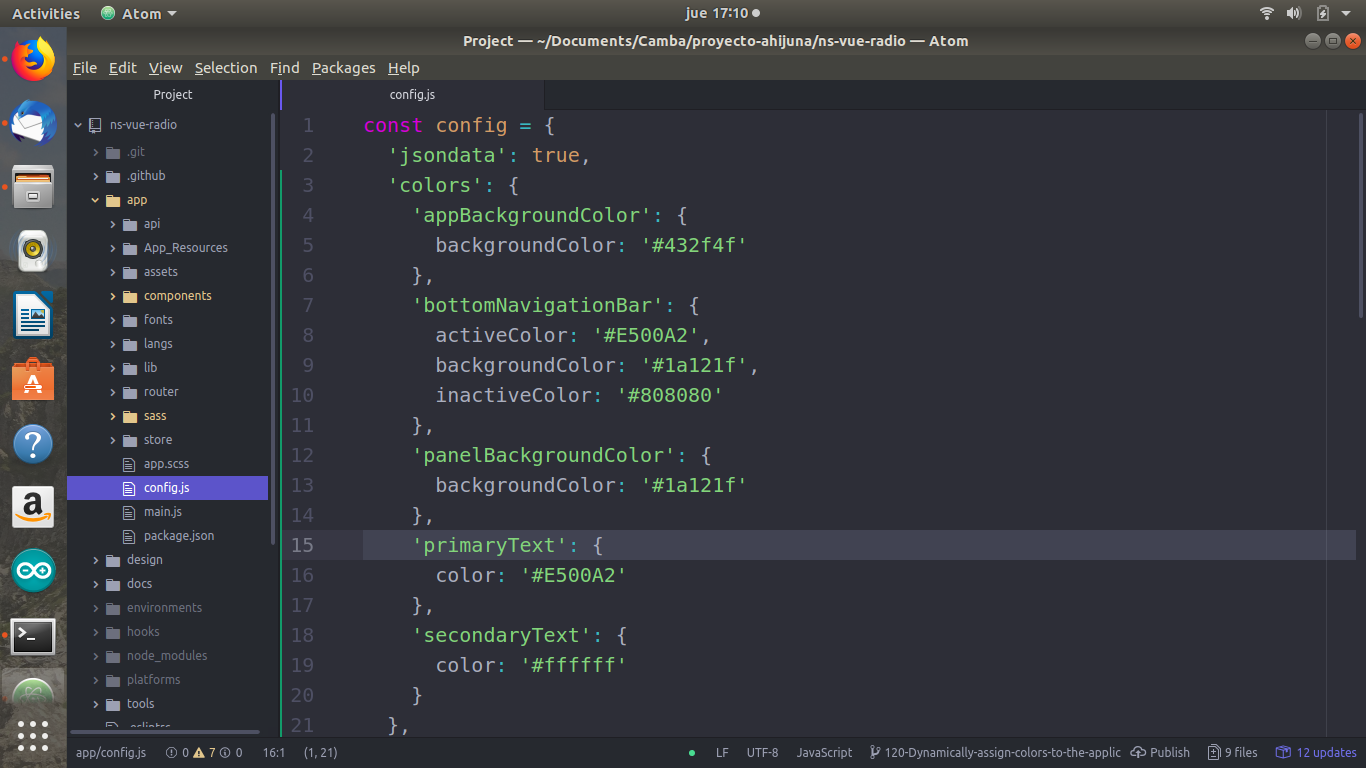 Activities
Atom
jue 17:10
Project — ~/Documents/Camba/proyecto-ahijuna/ns-vue-radio — Atom
File Edit View Selection Find Packages Help
Project
ns-vue-radio
.git
.github
app
api
App_Resources
assets
components
fonts
langs
lib
router
sass
store
app.scss
config.js
main.js
package.json
design
docs
environments
hooks
node_modules
platforms
tools
.eslintrc
config.js
1 const config = {
2 'jsondata': true,
3 'colors': {
4 'appBackgroundColor': {
5 backgroundColor: '#432f4f'
6 },
7 'bottomNavigationBar': {
8 activeColor: '#E500A2',
9 backgroundColor: '#1a121f',
10 inactiveColor: '#808080'
11 },
12 'panelBackgroundColor': {
13 backgroundColor: '#1a121f'
14 },
15 'primaryText': {
16 color: '#E500A2'
17 },
18 'secondaryText': {
19 color: '#ffffff'
20 }
21 },
app/config.js 0 7 0 16:1 (1, 21) LF UTF-8 JavaScript 120-Dynamically-assign-colors-to-the-applic Publish 9 files 12 updates